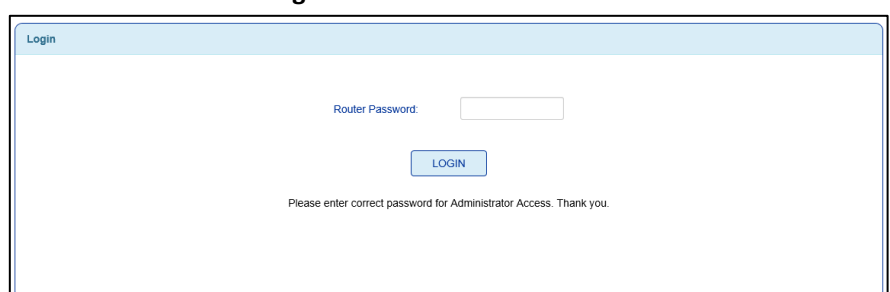 Login
Router Password:
LOGIN
Please enter correct password for Administrator Access. Thank you.